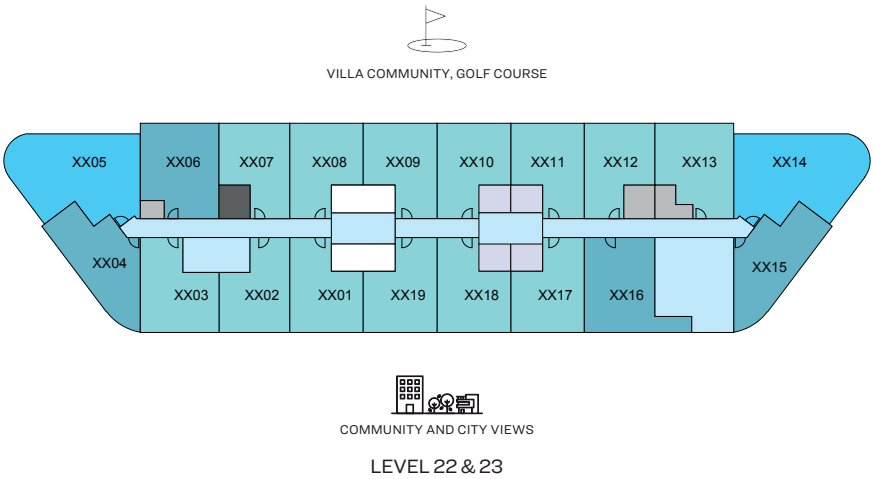 VILLA COMMUNITY, GOLF COURSE
XX05
XX06
XX07
XX08
XX09
XX10
XX11
XX12
XX13
XX14
XX04
XX15
XX03
XX02
XX01
XX19
XX18
XX17
XX16
COMMUNITY AND CITY VIEWS
LEVEL 22 & 23